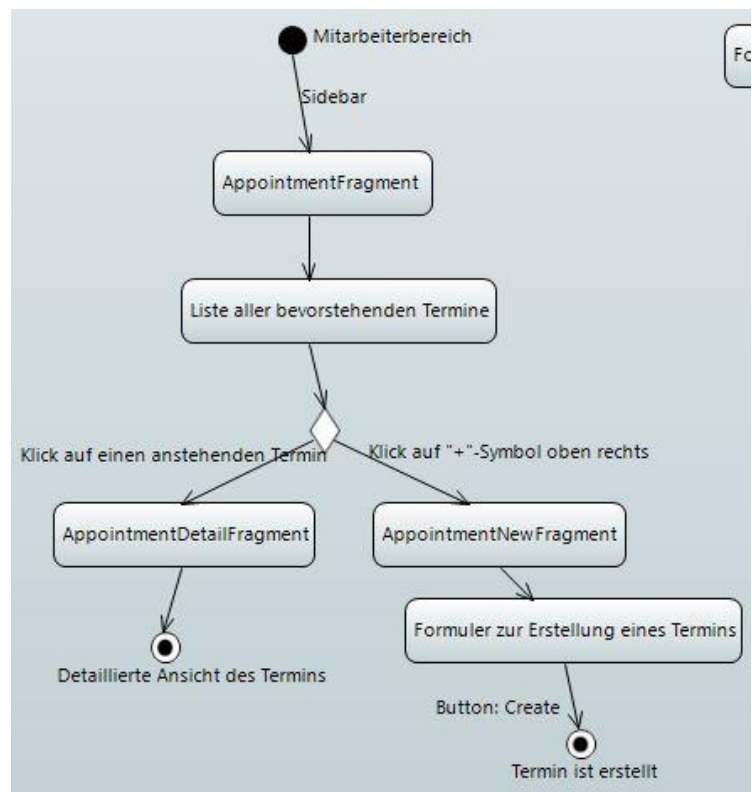 Mitarbeiterbereich
Fo
Sidebar
AppointmentFragment
Liste aller bevorstehenden Termine
Klick auf einen anstehenden Termin
Klick auf "+"-Symbol oben rechts
AppointmentDetailFragment
AppointmentNewFragment
Formuler zur Erstellung eines Termins
Detaillierte Ansicht des Termins
Button: Create
Termin ist erstellt